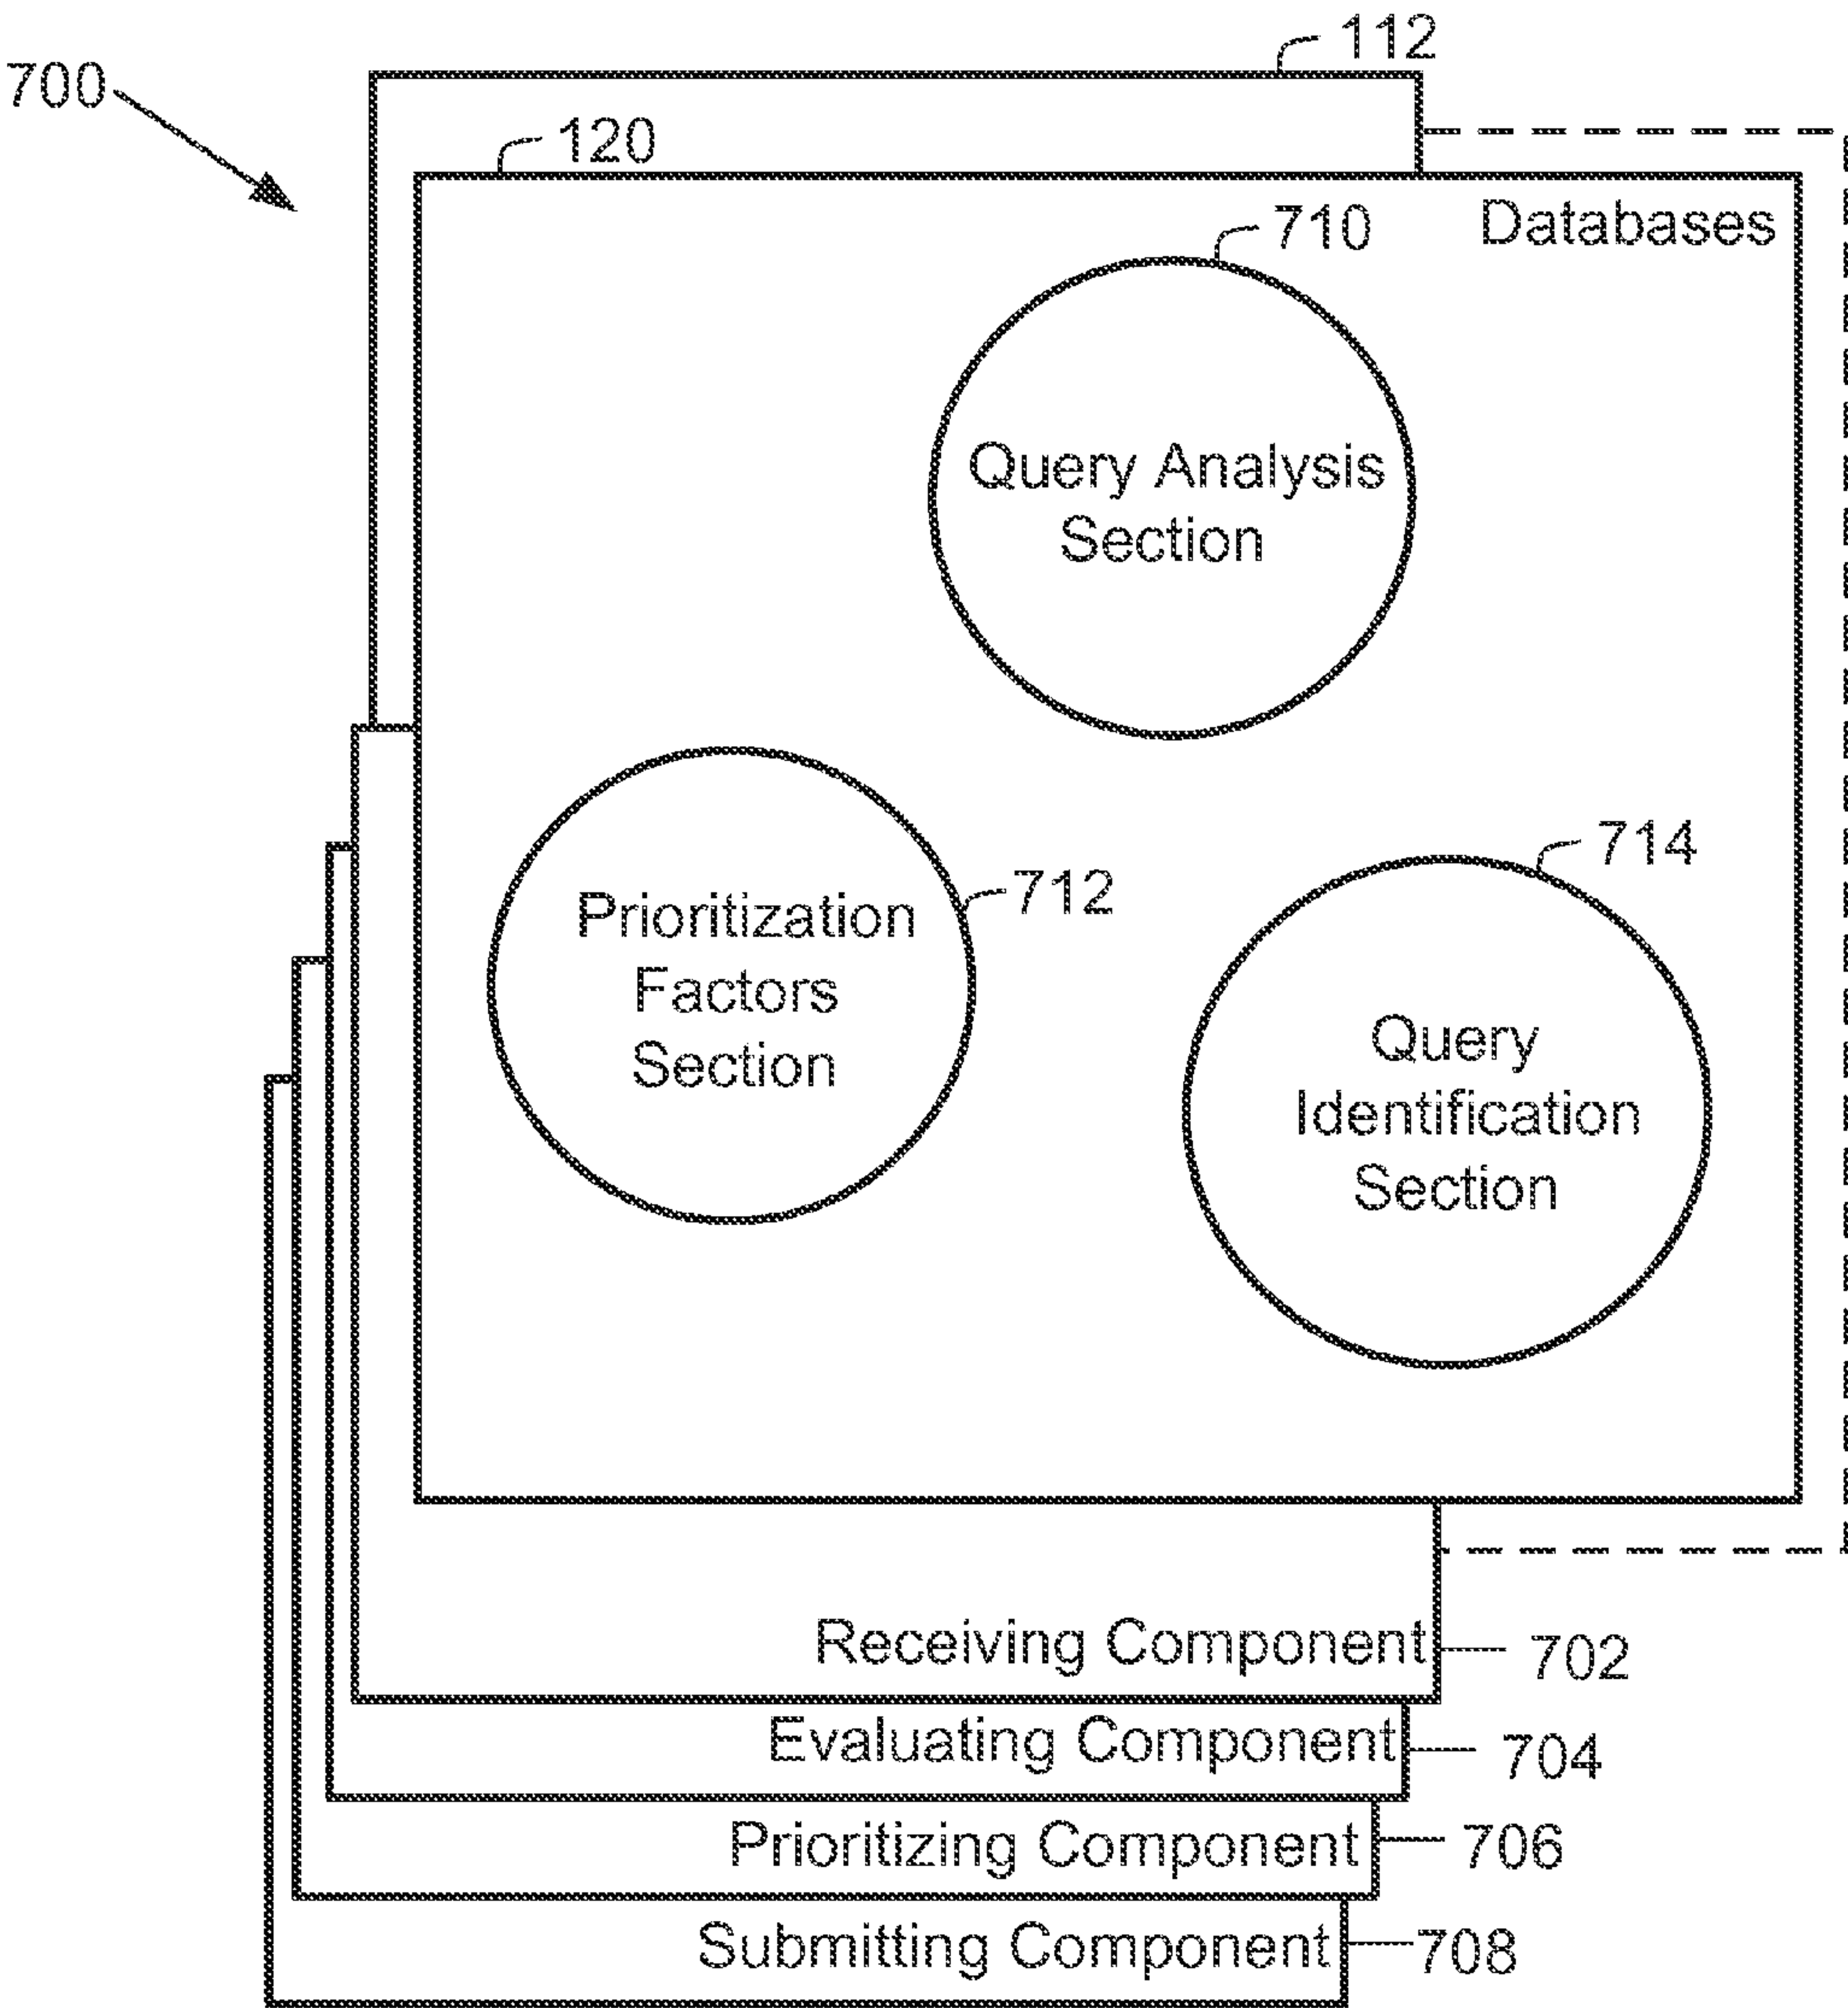 112
700
120
Databases
710
Query Analysis
Section
714
712
Prioritization
Factors
Section
Query
Identification
Section
Receiving Component
702
Evaluating Component
704
Prioritizing Component
706
Submitting Component
708